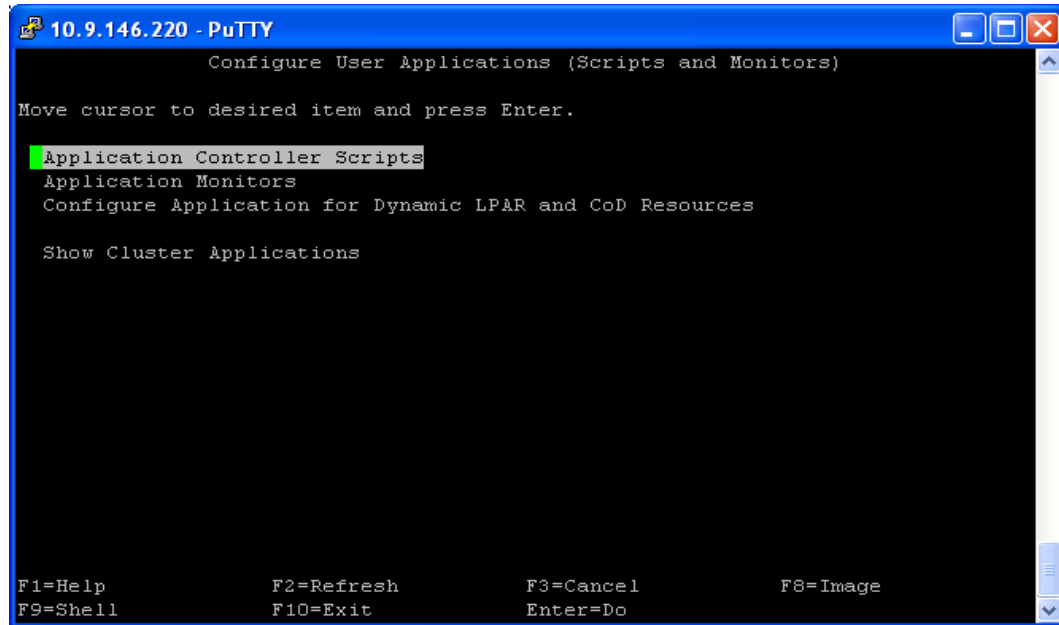 10.9.146.220 - PuTTY
Configure User Applications (Scripts and Monitors)
Move cursor to desired item and press Enter.
Application Controller Scripts
Application Monitors
Configure Application for Dynamic LPAR and CoD Resources
Show Cluster Applications
F1=Help F2=Refresh F3=Cancel F8=Image
F9=Shell F10=Exit Enter=Do